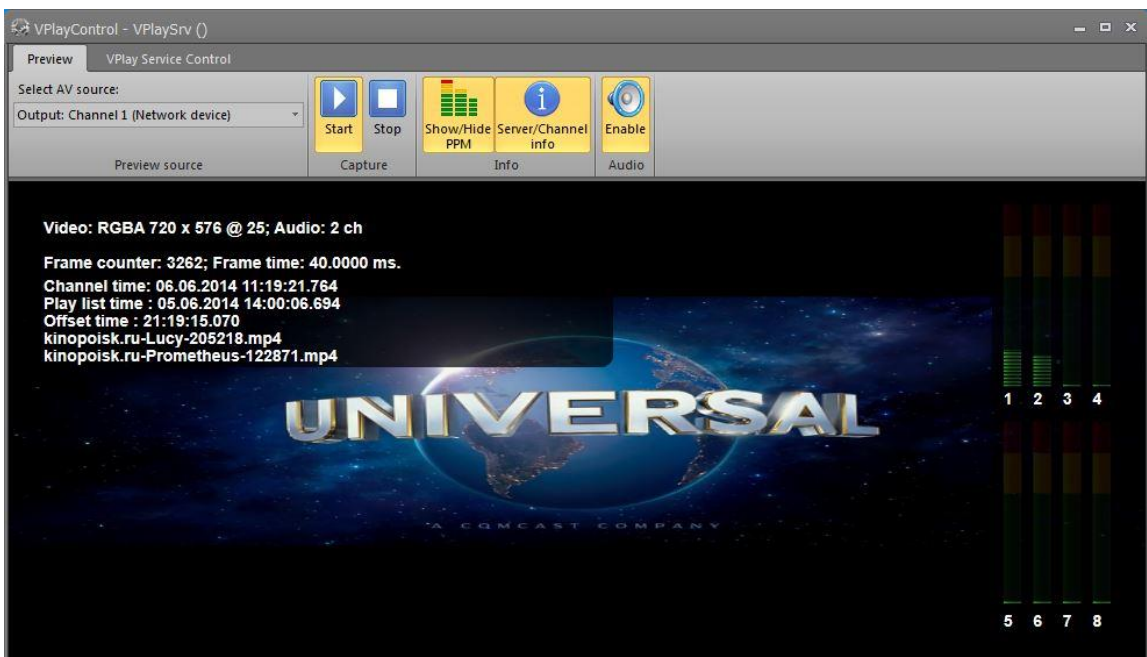 VPlayControl - VPlaySrv ()
Preview VPlay Service Control
Select AV source:
Output: Channel 1 (Network device)
Start Stop Show/Hide PPM Server/Channel info Enable
Preview source Capture Info Audio
Video: RGBA 720 x 576 @ 25; Audio: 2 ch
Frame counter: 3262; Frame time: 40.0000 ms.
Channel time: 06.06.2014 11:19:21.764
Play list time : 05.06.2014 14:00:06.694
Offset time : 21:19:15.070
kinopoisk.ru-Lucy-205218.mp4
kinopoisk.ru-Prometheus-122871.mp4
UNIVERSAL
A COMCAST COMPANY
1 2 3 4
5 6 7 8